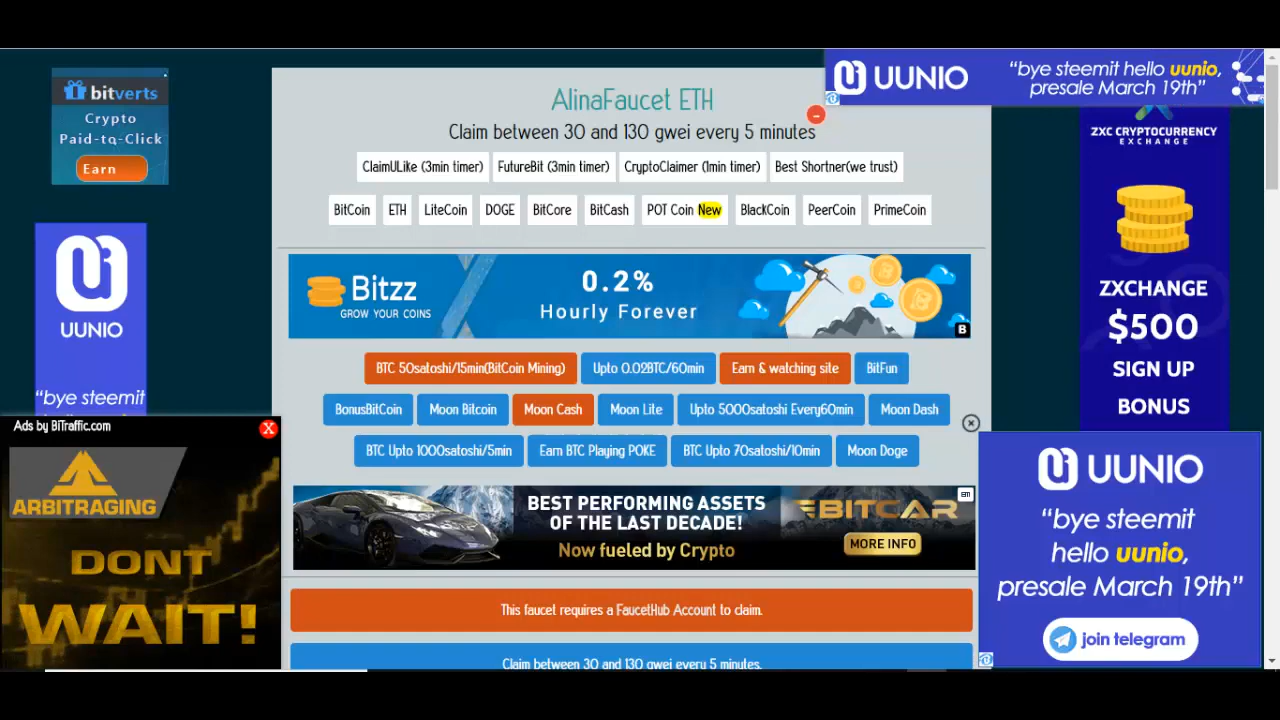 bitverts
Crypto
Paid-to-Click
Earn
UUNIO
"bye steemit
AlinaFaucet ETH
Claim between 30 and 130 gwei every 5 minutes
ClaimULike (3min timer)
FutureBit (3min timer)
CryptoClaimer (1min timer)
Best Shortner(we trust)
BitCoin
ETH
LiteCoin
DOGE
BitCore
BitCash
POT Coin New
BlackCoin
PeerCoin
PrimeCoin
Bitzz
GROW YOUR COINS
0.2%
Hourly Forever
B
BTC 50satoshi/15min(BitCoin Mining)
Upto 0.02BTC/60min
Earn & watching site
BitFun
BonusBitCoin
Moon Bitcoin
Moon Cash
Moon Lite
Upto 5000satoshi Every60min
Moon Dash
BTC Upto 1000satoshi/5min
Earn BTC Playing POKE
BTC Upto 70satoshi/10min
Moon Doge
BEST PERFORMING ASSETS
OF THE LAST DECADE!
Now fueled by Crypto
BITCAR
MORE INFO
This faucet requires a FaucetHub Account to claim.
Claim between 30 and 130 gwei every 5 minutes.
UUNIO
"bye steemit hello uunio,
presale March 19th"
ZXC CRYPTOCURRENCY
EXCHANGE
ZXCHANGE
$500
SIGN UP
BONUS
Ads by BiTraffic.com
X
ARBITRAGING
DONT
WAIT!
UUNIO
"bye steemit
hello uunio,
presale March 19th"
join telegram